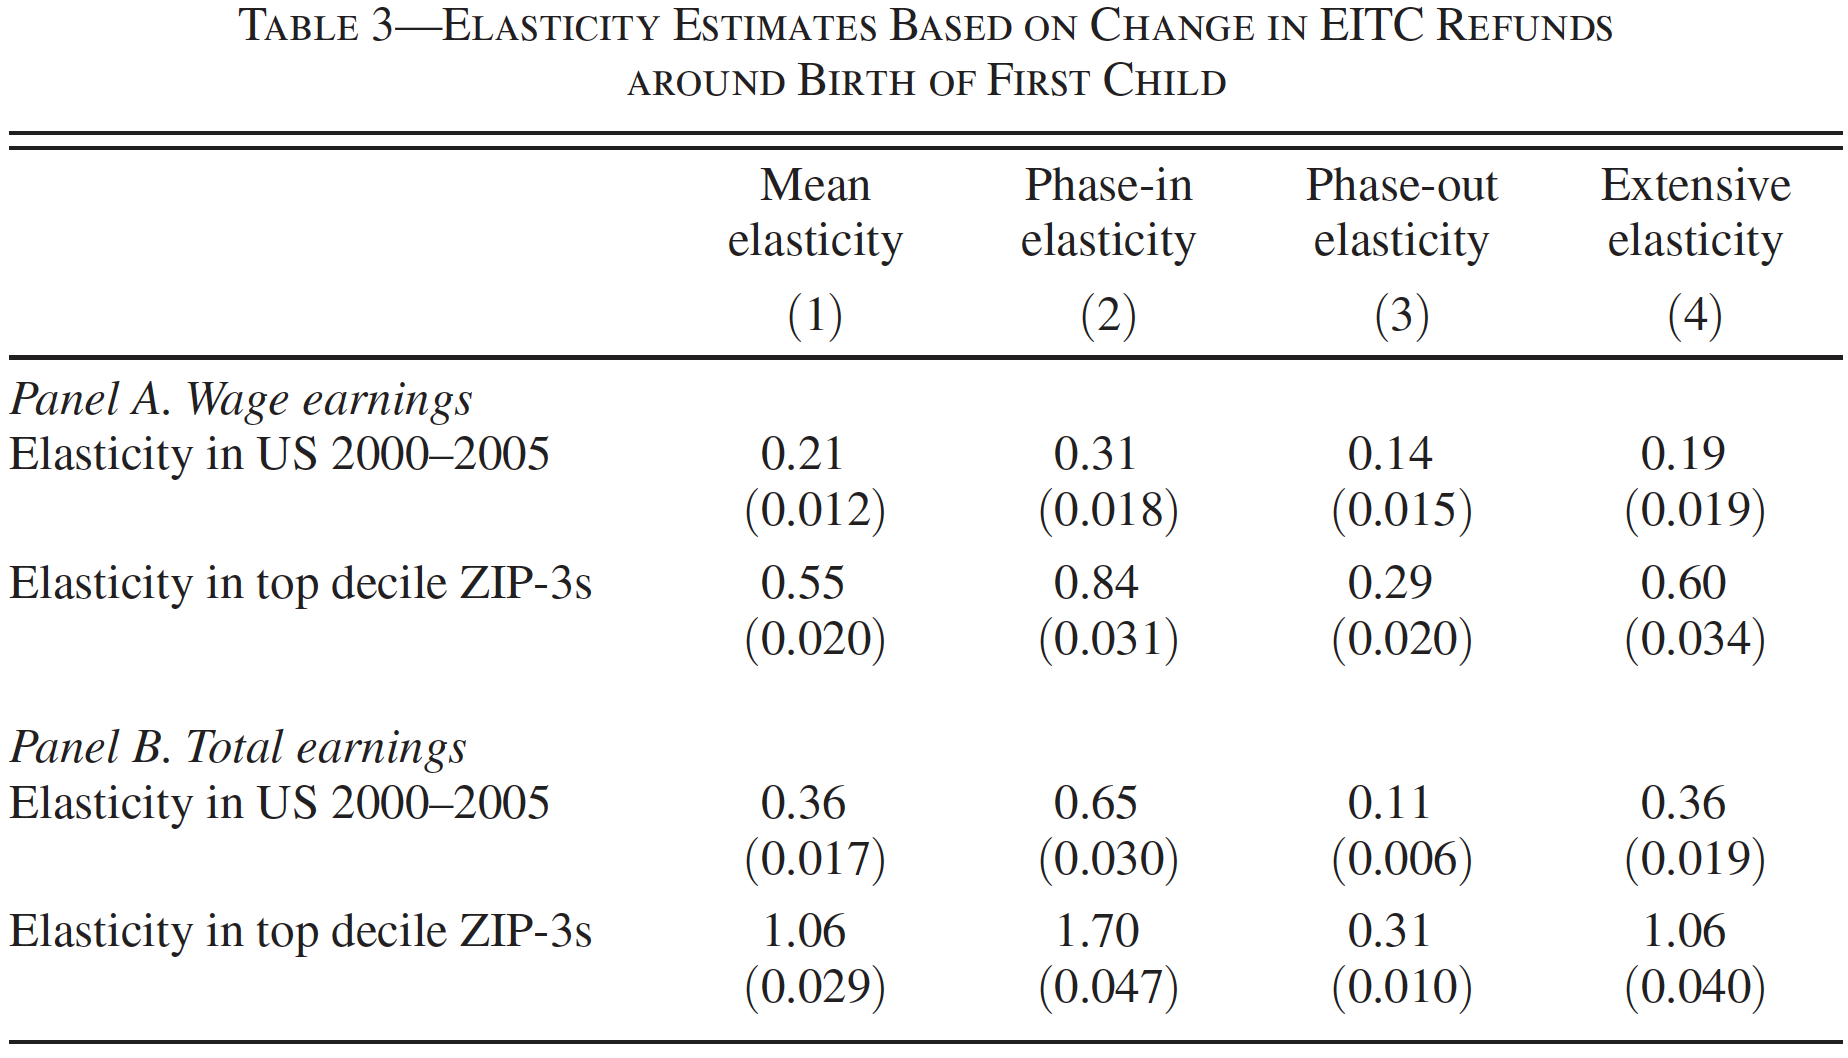 TABLE 3—ELASTICITY ESTIMATES BASED ON CHANGE IN EITC REFUNDS
AROUND BIRTH OF FIRST CHILD
Mean elasticity Phase-in elasticity Phase-out elasticity Extensive elasticity
(1) (2) (3) (4)
Panel A. Wage earnings
Elasticity in US 2000–2005 0.21 0.31 0.14 0.19
(0.012) (0.018) (0.015) (0.019)
Elasticity in top decile ZIP-3s 0.55 0.84 0.29 0.60
(0.020) (0.031) (0.020) (0.034)
Panel B. Total earnings
Elasticity in US 2000–2005 0.36 0.65 0.11 0.36
(0.017) (0.030) (0.006) (0.019)
Elasticity in top decile ZIP-3s 1.06 1.70 0.31 1.06
(0.029) (0.047) (0.010) (0.040)